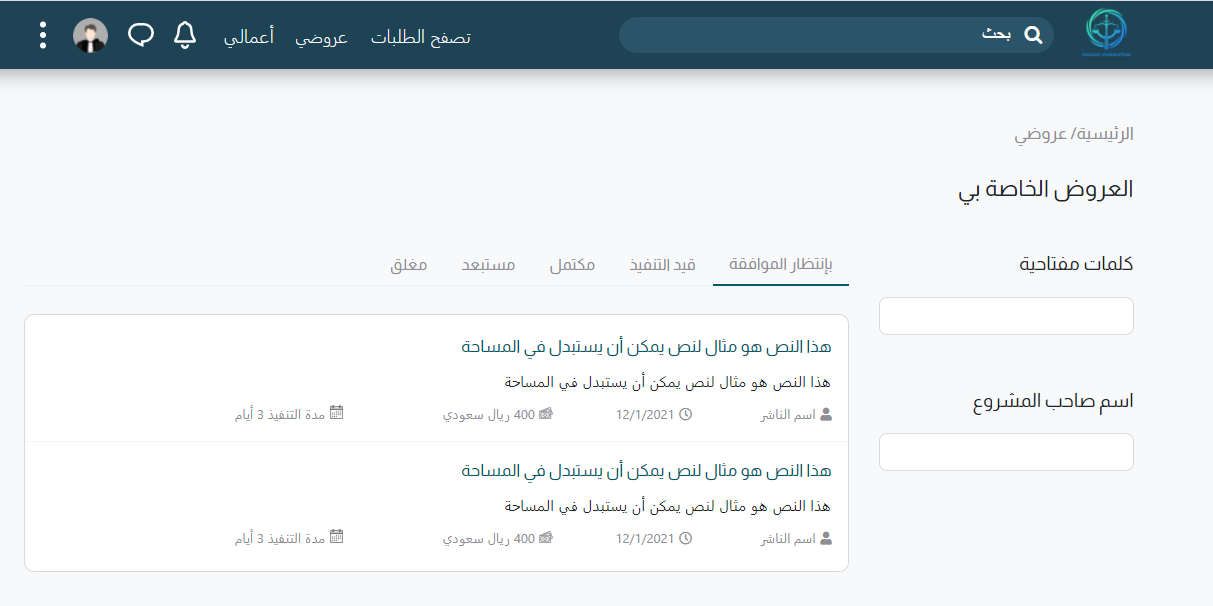 بحث
تصفح الطلبات
عروضي
أعمالي
الرئيسية/ عروضي
العروض الخاصة بي
كلمات مفتاحية
اسم صاحب المشروع
بإنتظار الموافقة
قيد التنفيذ
مكتمل
مستبعد
مغلق
هذا النص هو مثال لنص يمكن أن يستبدل في المساحة
هذا النص هو مثال لنص يمكن أن يستبدل في المساحة
اسم الناشر
12/1/2021
400 ريال سعودي
مدة التنفيذ 3 أيام
هذا النص هو مثال لنص يمكن أن يستبدل في المساحة
هذا النص هو مثال لنص يمكن أن يستبدل في المساحة
اسم الناشر
12/1/2021
400 ريال سعودي
مدة التنفيذ 3 أيام